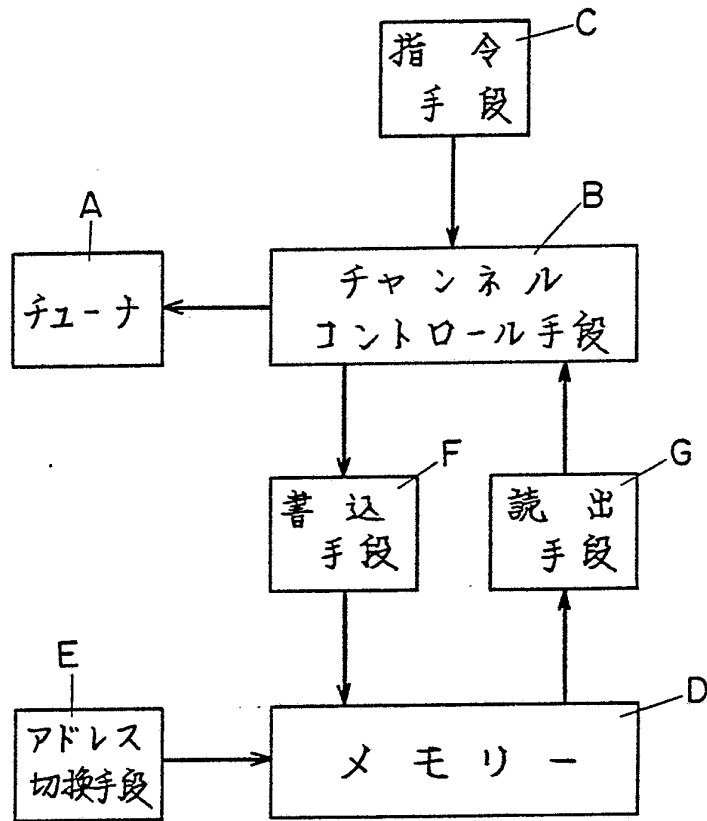 C
指令
手段
B
A
チャンネル
コントロール手段
チューナ
F
G
書込
手段
読出
手段
E
D
アドレス
切換手段
メモリー